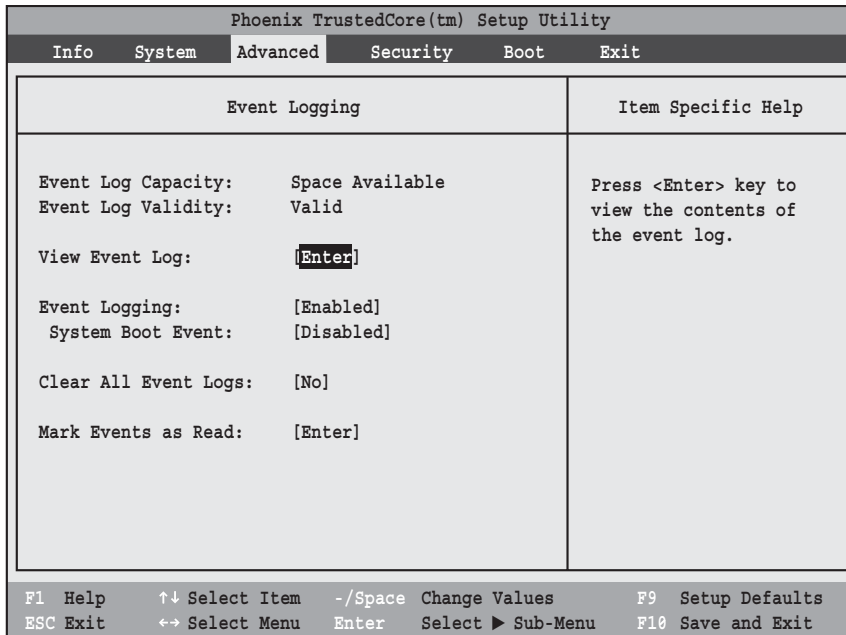 Phoenix TrustedCore(tm) Setup Utility
Info System Advanced Security Boot Exit
Event Logging
Item Specific Help
Event Log Capacity: Space Available
Event Log Validity: Valid
View Event Log: [Enter]
Event Logging: [Enabled]
System Boot Event: [Disabled]
Clear All Event Logs: [No]
Mark Events as Read: [Enter]
Press <Enter> key to
view the contents of
the event log.
F1 Help ↑↓ Select Item -/Space Change Values F9 Setup Defaults
ESC Exit ←→ Select Menu Enter Select ▶ Sub-Menu F10 Save and Exit